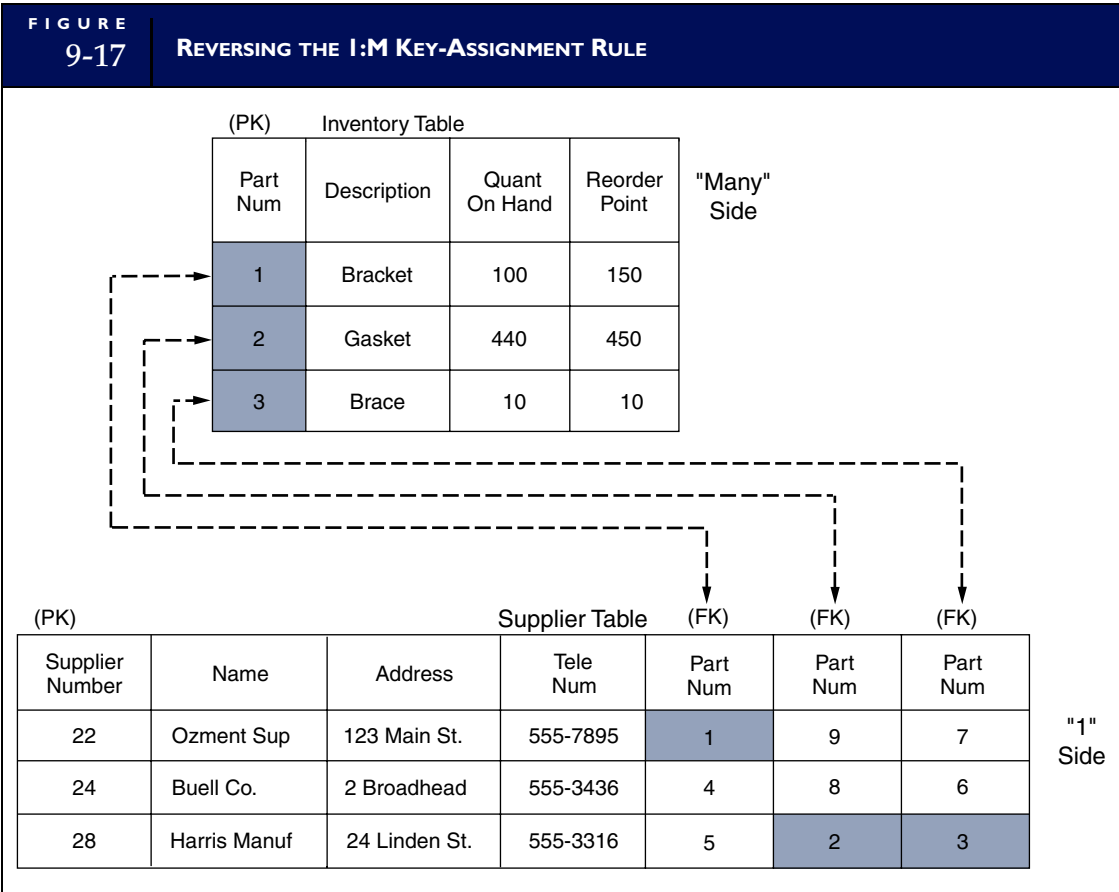 FIGURE
9-17
REVERSING THE 1:M KEY-ASSIGNMENT RULE
(PK) Inventory Table
Part Num Description Quant On Hand Reorder Point
"Many" Side
1 Bracket 100 150
2 Gasket 440 450
3 Brace 10 10
(PK) Supplier Table (FK) (FK) (FK)
Supplier Number Name Address Tele Num Part Num Part Num Part Num
22 Ozment Sup 123 Main St. 555-7895 1 9 7
"1" Side
24 Buell Co. 2 Broadhead 555-3436 4 8 6
28 Harris Manuf 24 Linden St. 555-3316 5 2 3